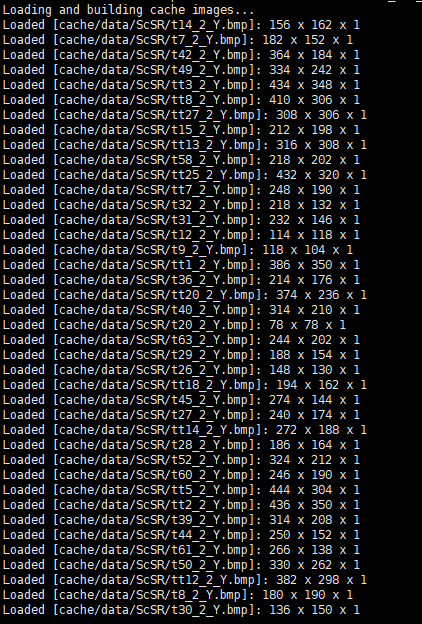 Loading and building cache images...
Loaded [cache/data/ScSR/t14_2_Y.bmp]: 156 x 162 x 1
Loaded [cache/data/ScSR/t7_2_Y.bmp]: 182 x 152 x 1
Loaded [cache/data/ScSR/t42_2_Y.bmp]: 364 x 184 x 1
Loaded [cache/data/ScSR/t49_2_Y.bmp]: 334 x 242 x 1
Loaded [cache/data/ScSR/tt3_2_Y.bmp]: 434 x 348 x 1
Loaded [cache/data/ScSR/tt8_2_Y.bmp]: 410 x 306 x 1
Loaded [cache/data/ScSR/tt27_2_Y.bmp]: 308 x 306 x 1
Loaded [cache/data/ScSR/t15_2_Y.bmp]: 212 x 198 x 1
Loaded [cache/data/ScSR/tt13_2_Y.bmp]: 316 x 308 x 1
Loaded [cache/data/ScSR/t58_2_Y.bmp]: 218 x 202 x 1
Loaded [cache/data/ScSR/tt25_2_Y.bmp]: 432 x 320 x 1
Loaded [cache/data/ScSR/tt7_2_Y.bmp]: 248 x 190 x 1
Loaded [cache/data/ScSR/t32_2_Y.bmp]: 218 x 132 x 1
Loaded [cache/data/ScSR/t31_2_Y.bmp]: 232 x 146 x 1
Loaded [cache/data/ScSR/t12_2_Y.bmp]: 114 x 118 x 1
Loaded [cache/data/ScSR/t9_2_Y.bmp]: 118 x 104 x 1
Loaded [cache/data/ScSR/tt1_2_Y.bmp]: 386 x 350 x 1
Loaded [cache/data/ScSR/t36_2_Y.bmp]: 214 x 176 x 1
Loaded [cache/data/ScSR/tt20_2_Y.bmp]: 374 x 236 x 1
Loaded [cache/data/ScSR/t40_2_Y.bmp]: 314 x 210 x 1
Loaded [cache/data/ScSR/t20_2_Y.bmp]: 78 x 78 x 1
Loaded [cache/data/ScSR/t63_2_Y.bmp]: 244 x 202 x 1
Loaded [cache/data/ScSR/t29_2_Y.bmp]: 188 x 154 x 1
Loaded [cache/data/ScSR/t26_2_Y.bmp]: 148 x 130 x 1
Loaded [cache/data/ScSR/tt18_2_Y.bmp]: 194 x 162 x 1
Loaded [cache/data/ScSR/t45_2_Y.bmp]: 274 x 144 x 1
Loaded [cache/data/ScSR/t27_2_Y.bmp]: 240 x 174 x 1
Loaded [cache/data/ScSR/tt14_2_Y.bmp]: 272 x 188 x 1
Loaded [cache/data/ScSR/t28_2_Y.bmp]: 186 x 164 x 1
Loaded [cache/data/ScSR/t52_2_Y.bmp]: 324 x 212 x 1
Loaded [cache/data/ScSR/t60_2_Y.bmp]: 246 x 190 x 1
Loaded [cache/data/ScSR/tt5_2_Y.bmp]: 444 x 304 x 1
Loaded [cache/data/ScSR/tt2_2_Y.bmp]: 436 x 350 x 1
Loaded [cache/data/ScSR/t39_2_Y.bmp]: 314 x 208 x 1
Loaded [cache/data/ScSR/t44_2_Y.bmp]: 250 x 152 x 1
Loaded [cache/data/ScSR/t61_2_Y.bmp]: 266 x 138 x 1
Loaded [cache/data/ScSR/t50_2_Y.bmp]: 330 x 262 x 1
Loaded [cache/data/ScSR/tt12_2_Y.bmp]: 382 x 298 x 1
Loaded [cache/data/ScSR/t8_2_Y.bmp]: 180 x 190 x 1
Loaded [cache/data/ScSR/t30_2_Y.bmp]: 136 x 150 x 1